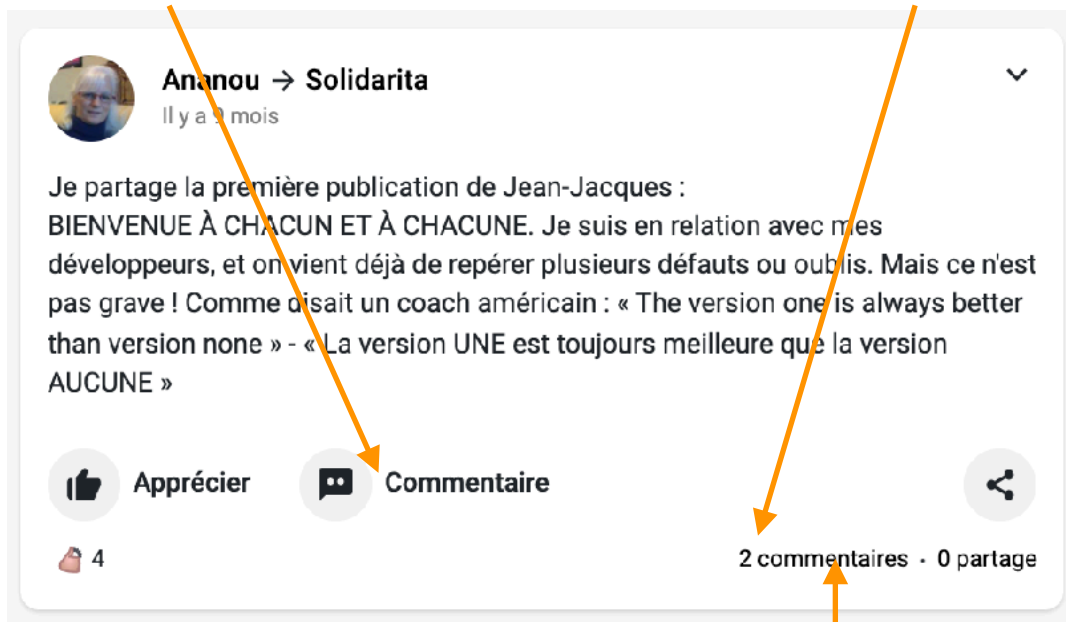 Ananou → Solidarita
Il y a 9 mois
Je partage la première publication de Jean-Jacques :
BIENVENUE À CHACUN ET À CHACUNE. Je suis en relation avec mes
développeurs, et on vient déjà de repérer plusieurs défauts ou oublis. Mais ce n'est
pas grave ! Comme disait un coach américain : « The version one is always better
than version none » - « La version UNE est toujours meilleure que la version
AUCUNE »
Apprécier Commentaire
4 2 commentaires · 0 partage